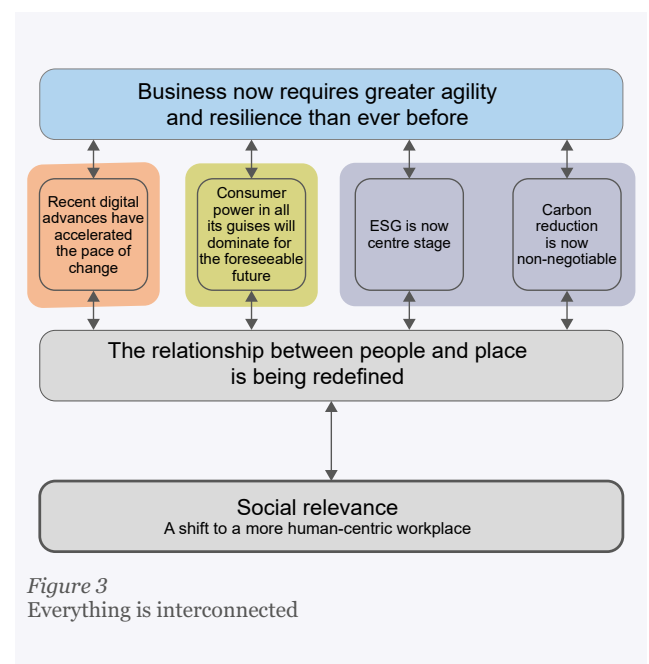 Business now requires greater agility
and resilience than ever before
Recent digital
advances have
accelerated
the pace of
change
Consumer
power in all
its guises will
dominate for
the foreseeable
future
ESG is now
centre stage
Carbon
reduction
is now
non-negotiable
The relationship between people and place
is being redefined
Social relevance
A shift to a more human-centric workplace
Figure 3
Everything is interconnected